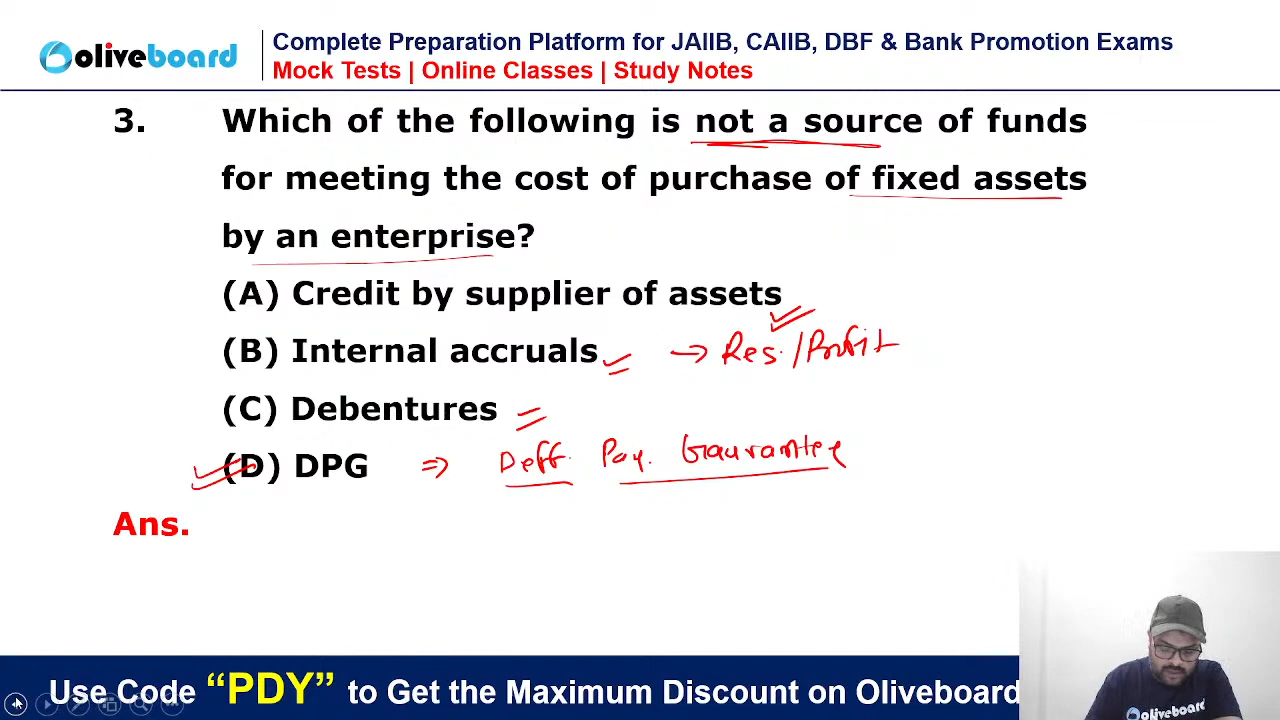 oliveboard
Complete Preparation Platform for JAIIB, CAIIB, DBF & Bank Promotion Exams
Mock Tests | Online Classes | Study Notes
3. Which of the following is not a source of funds
for meeting the cost of purchase of fixed assets
by an enterprise?
(A) Credit by supplier of assets
(B) Internal accruals → Res./Profit
(C) Debentures
(D) DPG ⇒ Deff. Pay. Gaurantee
Ans.
Use Code “PDY” to Get the Maximum Discount on Oliveboard
oliveboard